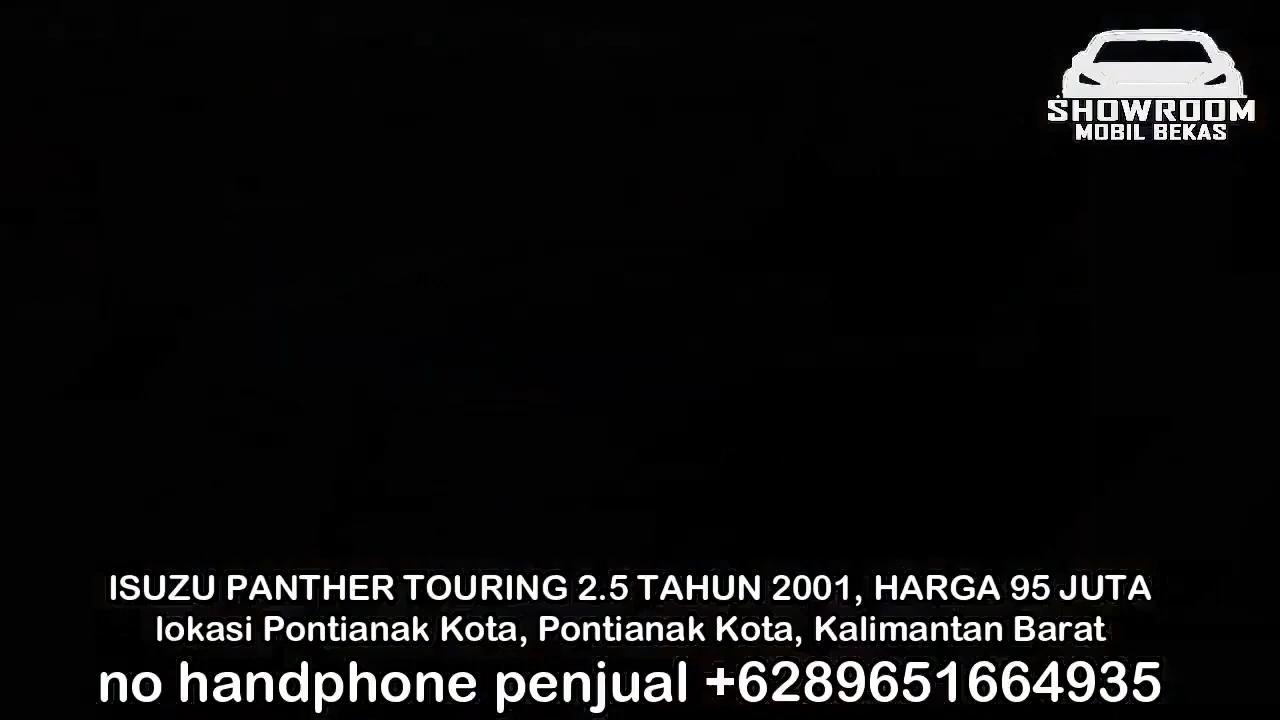 SHOWROOM
MOBIL BEKAS
ISUZU PANTHER TOURING 2.5 TAHUN 2001, HARGA 95 JUTA
lokasi Pontianak Kota, Pontianak Kota, Kalimantan Barat
no handphone penjual +6289651664935